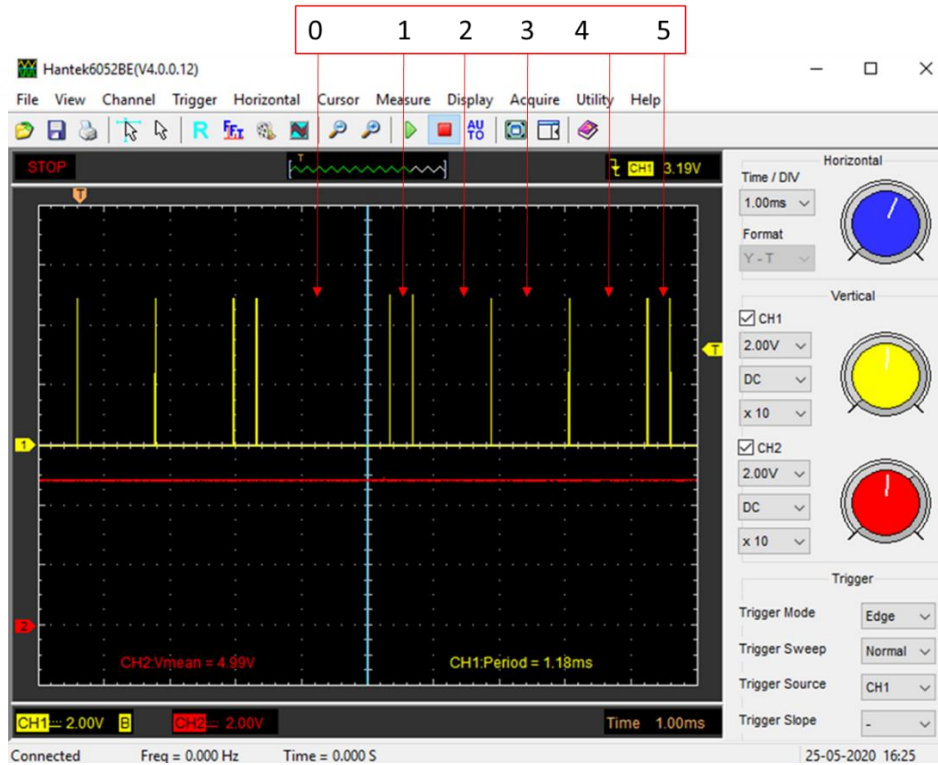 0 1 2 3 4 5
Hantek6052BE(V4.0.0.12)
File View Channel Trigger Horizontal Cursor Measure Display Acquire Utility Help
R FFT AUTO
STOP T CH1 3.19V
T
T
1
2
CH2:Vmean = 4.99V CH1:Period = 1.18ms
CH1 2.00V B CH2 2.00V Time 1.00ms
Connected Freq = 0.000 Hz Time = 0.000 S 25-05-2020 16:25
Horizontal
Time / DIV
1.00ms
Format
Y - T
Vertical
CH1
2.00V
DC
x 10
CH2
2.00V
DC
x 10
Trigger
Trigger Mode Edge
Trigger Sweep Normal
Trigger Source CH1
Trigger Slope -